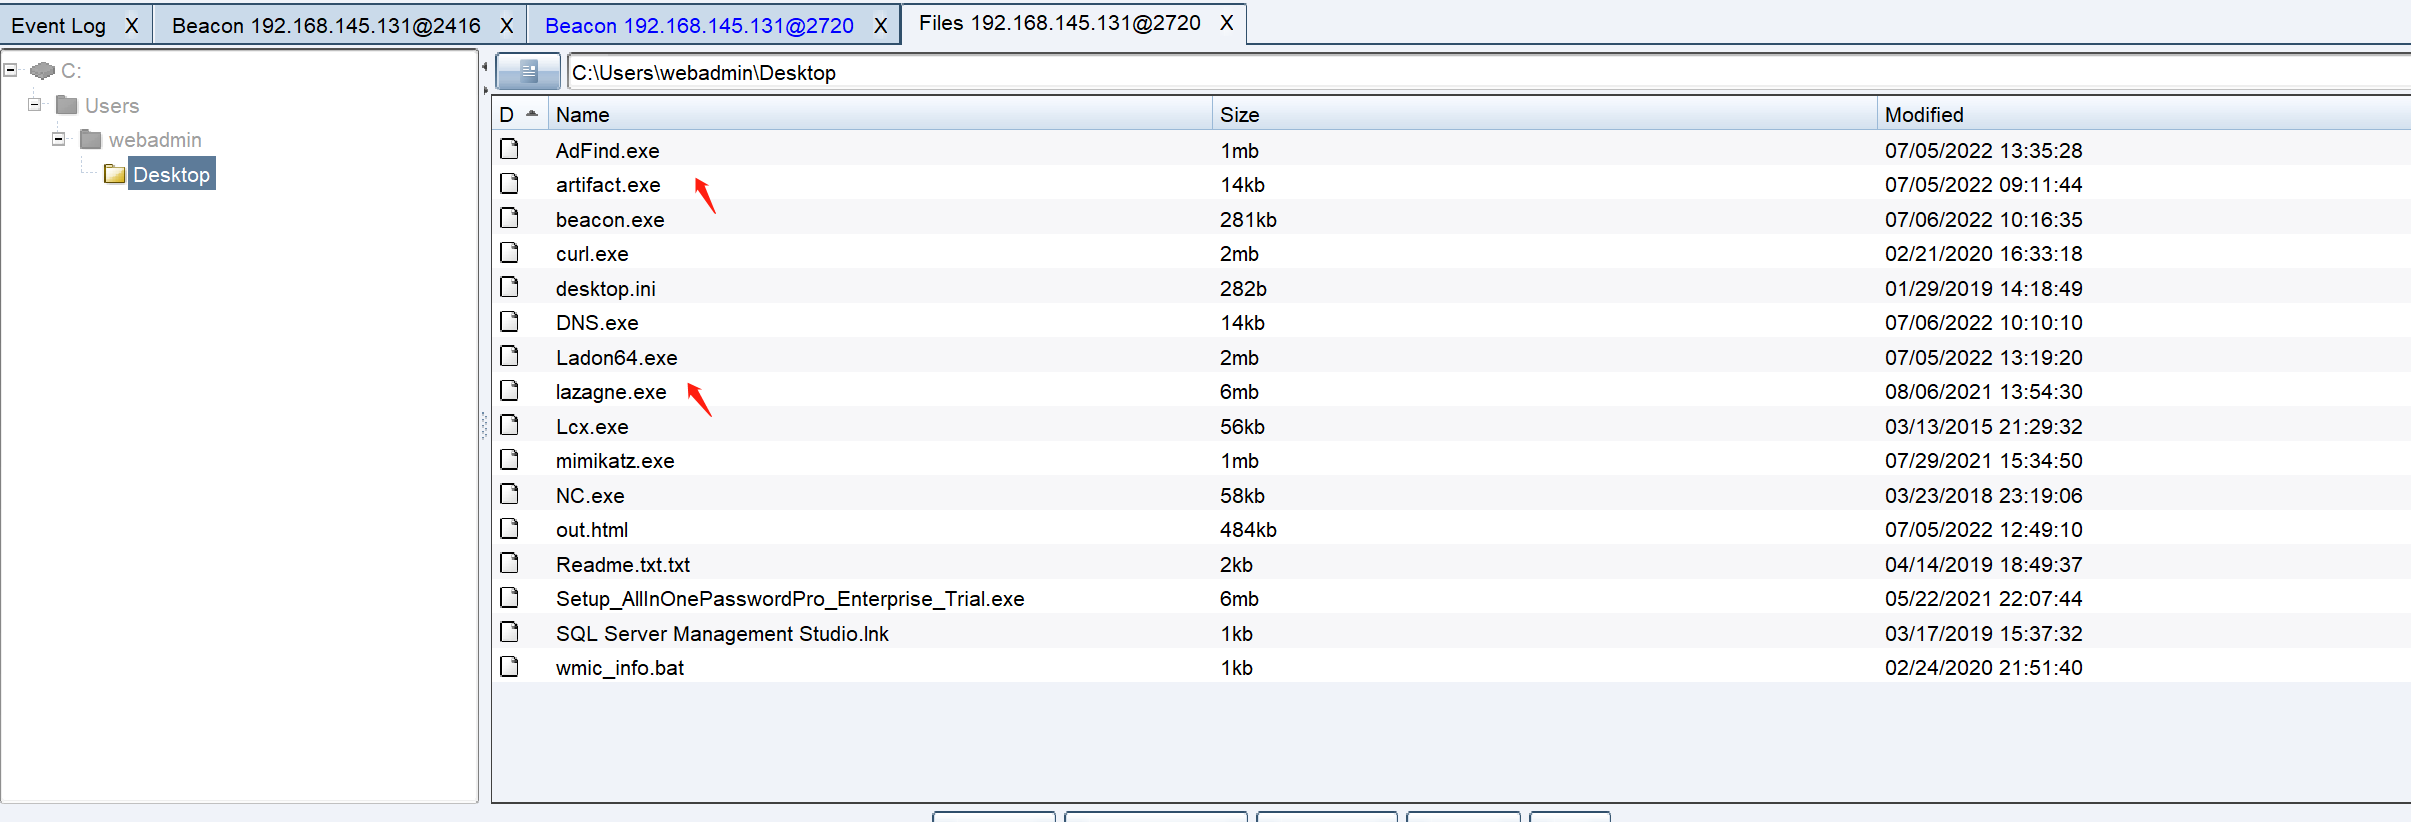 Event Log X Beacon 192.168.145.131@2416 X Beacon 192.168.145.131@2720 X Files 192.168.145.131@2720 X
C:
Users
webadmin
Desktop
C:\Users\webadmin\Desktop
D Name Size Modified
AdFind.exe 1mb 07/05/2022 13:35:28
artifact.exe 14kb 07/05/2022 09:11:44
beacon.exe 281kb 07/06/2022 10:16:35
curl.exe 2mb 02/21/2020 16:33:18
desktop.ini 282b 01/29/2019 14:18:49
DNS.exe 14kb 07/06/2022 10:10:10
Ladon64.exe 2mb 07/05/2022 13:19:20
lazagne.exe 6mb 08/06/2021 13:54:30
Lcx.exe 56kb 03/13/2015 21:29:32
mimikatz.exe 1mb 07/29/2021 15:34:50
NC.exe 58kb 03/23/2018 23:19:06
out.html 484kb 07/05/2022 12:49:10
Readme.txt.txt 2kb 04/14/2019 18:49:37
Setup_AllInOnePasswordPro_Enterprise_Trial.exe 6mb 05/22/2021 22:07:44
SQL Server Management Studio.lnk 1kb 03/17/2019 15:37:32
wmic_info.bat 1kb 02/24/2020 21:51:40